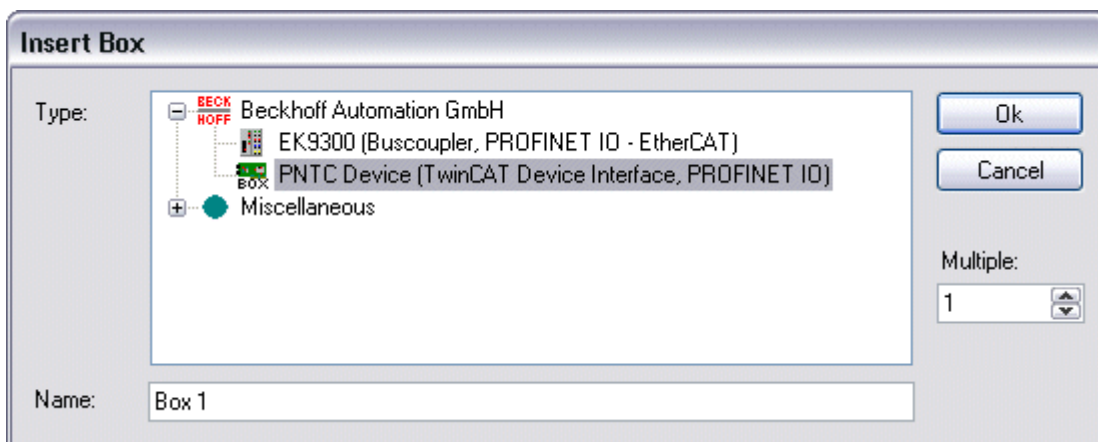 Insert Box
Type:
BECK
HOFF
Beckhoff Automation GmbH
EK9300 (Buscoupler, PROFINET IO - EtherCAT)
BOX
PNTC Device (TwinCAT Device Interface, PROFINET IO)
Miscellaneous
Ok
Cancel
Multiple:
1
Name:
Box 1